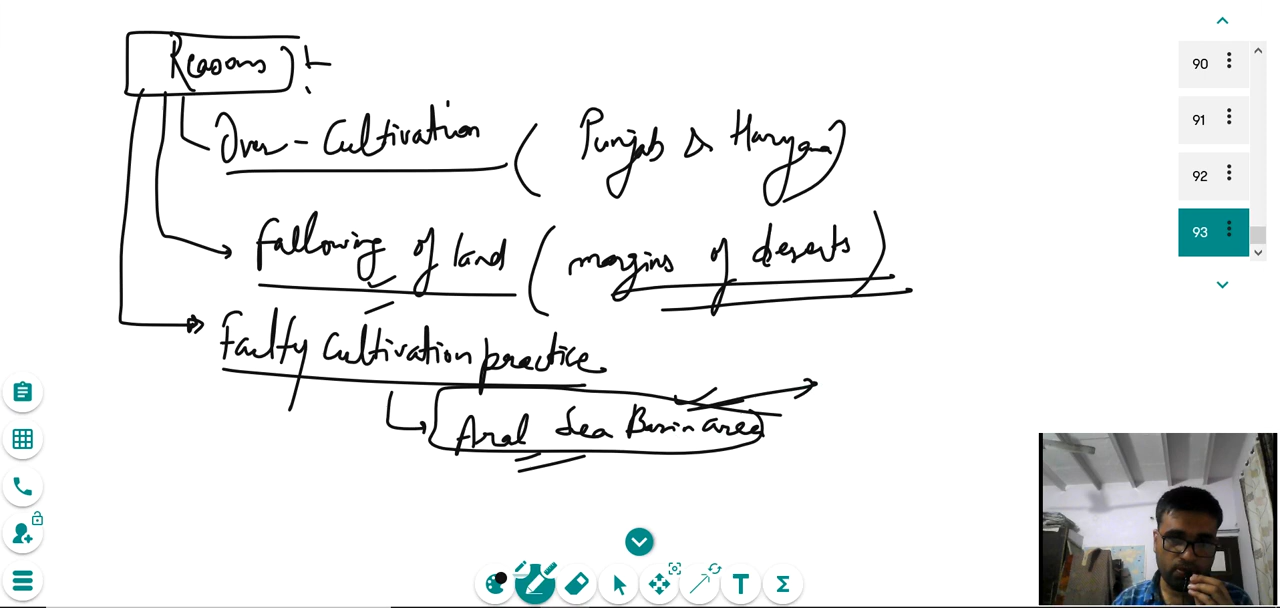 Reasons :-
Over - Cultivation ( Punjab & Haryana )
Fallowing of land ( margins of deserts )
Faulty Cultivation practice
Aral Sea Basin area
90
91
92
93
T
Σ